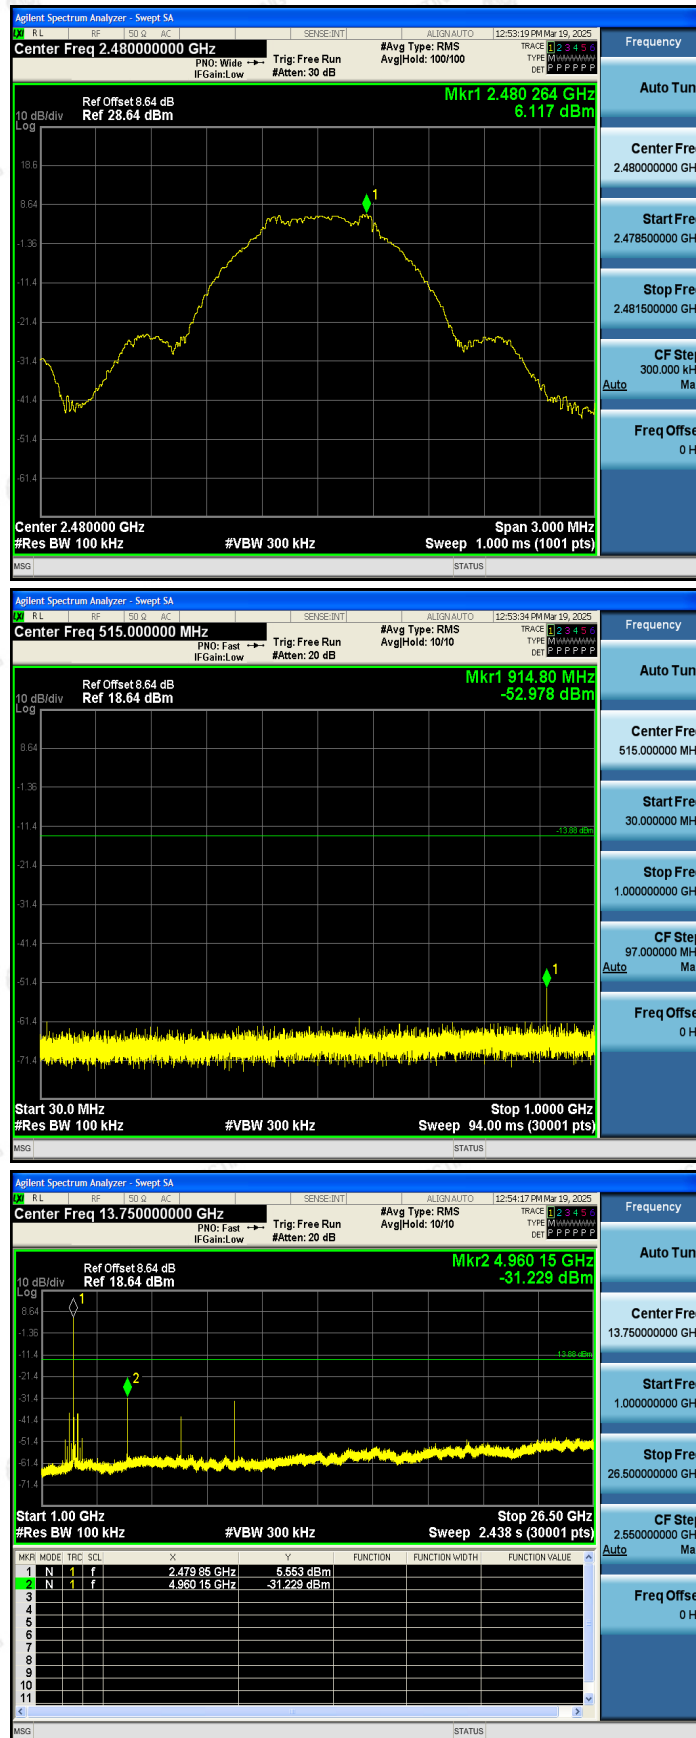 Agilent Spectrum Analyzer - Swept SA
LXI RL RF 50 Ω AC SENSE:INT ALIGN AUTO 12:53:19 PM Mar 19, 2025
Center Freq 2.480000000 GHz #Avg Type: RMS TRACE 1 2 3 4 5 6
PNO: Wide Trig: Free Run Avg|Hold: 100/100 TYPE M
IFGain:Low #Atten: 30 dB DET P P P P P P
Mkr1 2.480 264 GHz
6.117 dBm
Ref Offset 8.64 dB
10 dB/div Ref 28.64 dBm
Log
1
18.6
8.64
-1.36
-11.4
-21.4
-31.4
-41.4
-51.4
-61.4
Center 2.480000 GHz Span 3.000 MHz
#Res BW 100 kHz #VBW 300 kHz Sweep 1.000 ms (1001 pts)
MSG STATUS
Frequency
Auto Tun
Center Fre
2.480000000 GH
Start Fre
2.478500000 GH
Stop Fre
2.481500000 GH
CF Ste
300.000 kH
Auto Ma
Freq Offse
0 H
Agilent Spectrum Analyzer - Swept SA
LXI RL RF 50 Ω AC SENSE:INT ALIGN AUTO 12:53:34 PM Mar 19, 2025
Center Freq 515.000000 MHz #Avg Type: RMS TRACE 1 2 3 4 5 6
PNO: Fast Trig: Free Run Avg|Hold: 10/10 TYPE M
IFGain:Low #Atten: 20 dB DET P P P P P P
Mkr1 914.80 MHz
-52.978 dBm
Ref Offset 8.64 dB
10 dB/div Ref 18.64 dBm
Log
8.64
-1.36
-11.4
-13.88 dBm
-21.4
-31.4
-41.4
-51.4
1
-61.4
-71.4
Start 30.0 MHz Stop 1.0000 GHz
#Res BW 100 kHz #VBW 300 kHz Sweep 94.00 ms (30001 pts)
MSG STATUS
Frequency
Auto Tun
Center Fre
515.000000 MH
Start Fre
30.000000 MH
Stop Fre
1.000000000 GH
CF Ste
97.000000 MH
Auto Ma
Freq Offse
0 H
Agilent Spectrum Analyzer - Swept SA
LXI RL RF 50 Ω AC SENSE:INT ALIGN AUTO 12:54:17 PM Mar 19, 2025
Center Freq 13.750000000 GHz #Avg Type: RMS TRACE 1 2 3 4 5 6
PNO: Fast Trig: Free Run Avg|Hold: 10/10 TYPE M
IFGain:Low #Atten: 20 dB DET P P P P P P
Mkr2 4.960 15 GHz
-31.229 dBm
Ref Offset 8.64 dB
10 dB/div Ref 18.64 dBm
Log
1
8.64
-1.36
-11.4
-13.88 dBm
-21.4
2
-31.4
-41.4
-51.4
-61.4
-71.4
Start 1.00 GHz Stop 26.50 GHz
#Res BW 100 kHz #VBW 300 kHz Sweep 2.438 s (30001 pts)
MKR MODE TRC SCL X Y FUNCTION FUNCTION WIDTH FUNCTION VALUE
1 N 1 f 2.479 85 GHz 5.553 dBm
2 N 1 f 4.960 15 GHz -31.229 dBm
3
4
5
6
7
8
9
10
11
MSG STATUS
Frequency
Auto Tun
Center Fre
13.750000000 GH
Start Fre
1.000000000 GH
Stop Fre
26.500000000 GH
CF Ste
2.550000000 GH
Auto Ma
Freq Offse
0 H